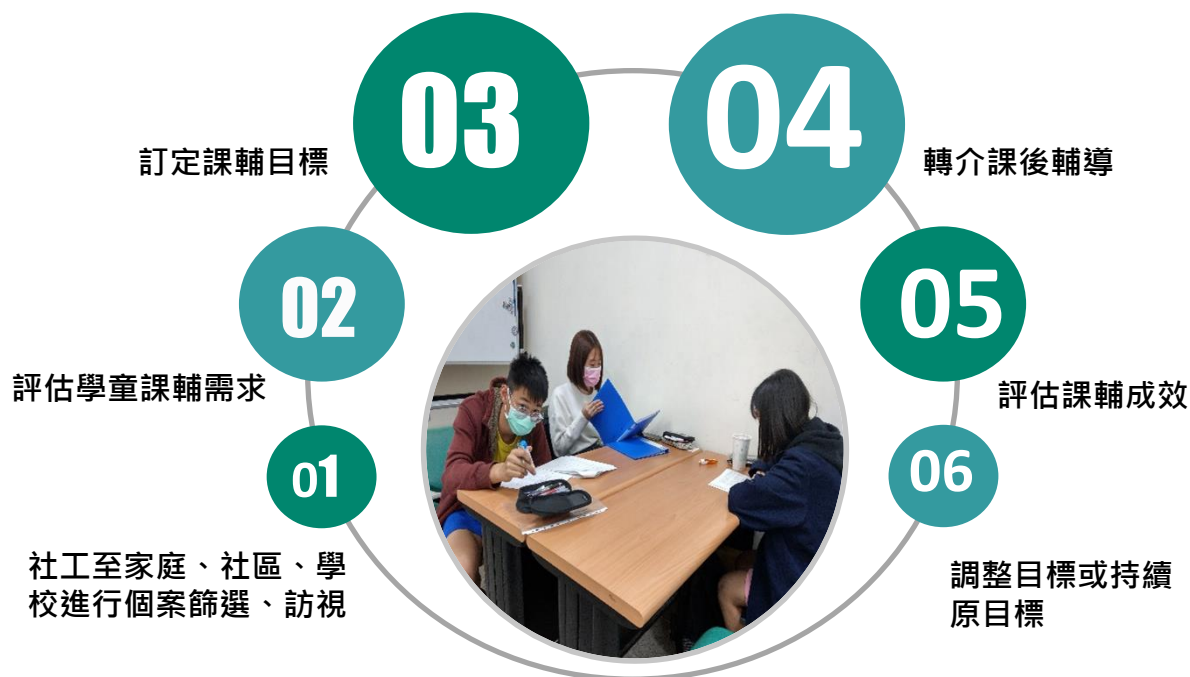 01
社工至家庭、社區、學
校進行個案篩選、訪視
02
評估學童課輔需求
03
訂定課輔目標
04
轉介課後輔導
05
評估課輔成效
06
調整目標或持續
原目標